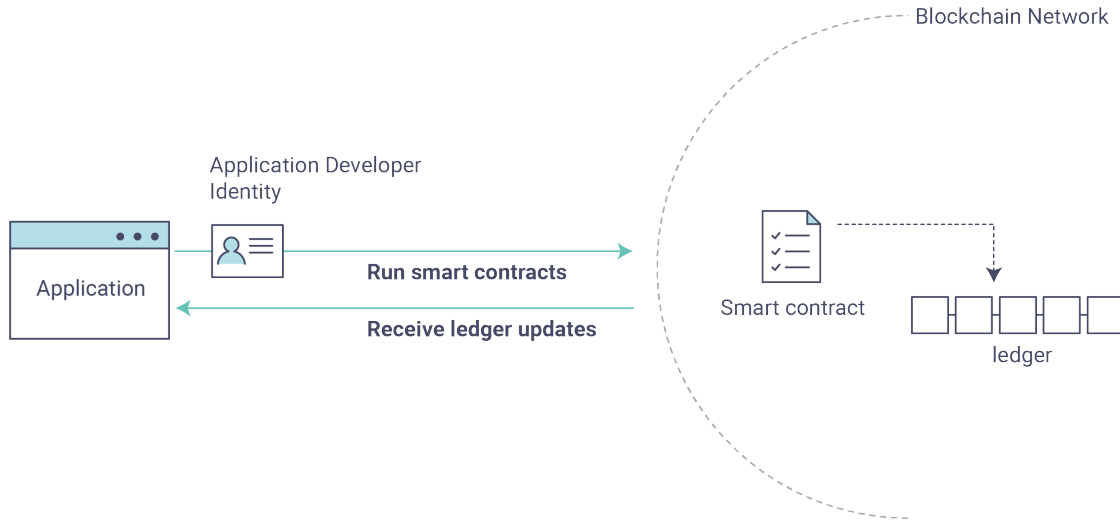 Blockchain Network
Application Developer
Identity
Application
Run smart contracts
Receive ledger updates
Smart contract
ledger